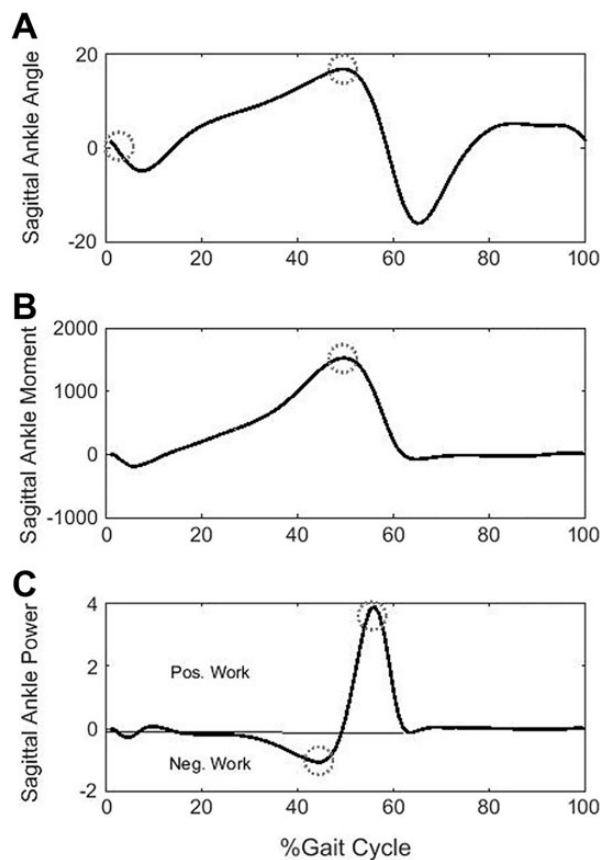 A
Sagittal Ankle Angle
20
0
-20
0 20 40 60 80 100
B
Sagittal Ankle Moment
2000
1000
0
-1000
0 20 40 60 80 100
C
Sagittal Ankle Power
4
2
0
-2
Pos. Work
Neg. Work
0 20 40 60 80 100
%Gait Cycle